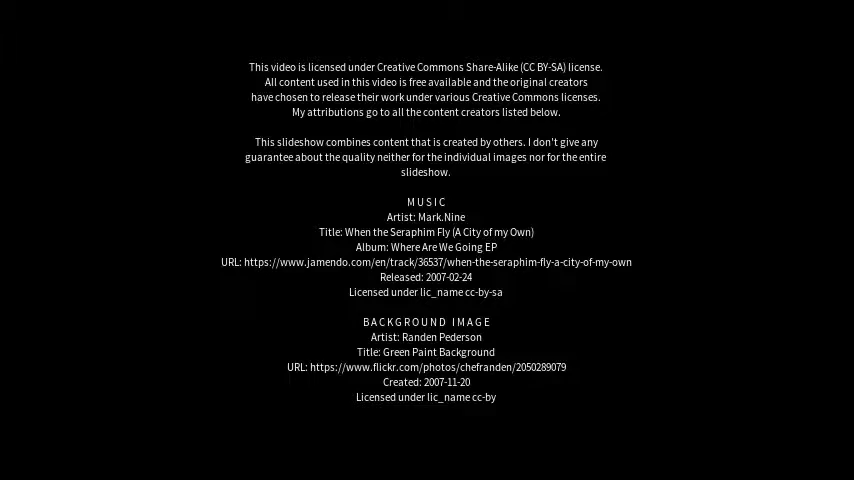 This video is licensed under Creative Commons Share-Alike (CC BY-SA) license.
All content used in this video is free available and the original creators
have chosen to release their work under various Creative Commons licenses.
My attributions go to all the content creators listed below.
This slideshow combines content that is created by others. I don't give any
guarantee about the quality neither for the individual images nor for the entire
slideshow.
M U S I C
Artist: Mark.Nine
Title: When the Seraphim Fly (A City of my Own)
Album: Where Are We Going EP
URL: https://www.jamendo.com/en/track/36537/when-the-seraphim-fly-a-city-of-my-own
Released: 2007-02-24
Licensed under lic_name cc-by-sa
B A C K G R O U N D   I M A G E
Artist: Randen Pederson
Title: Green Paint Background
URL: https://www.flickr.com/photos/chefranden/2050289079
Created: 2007-11-20
Licensed under lic_name cc-by